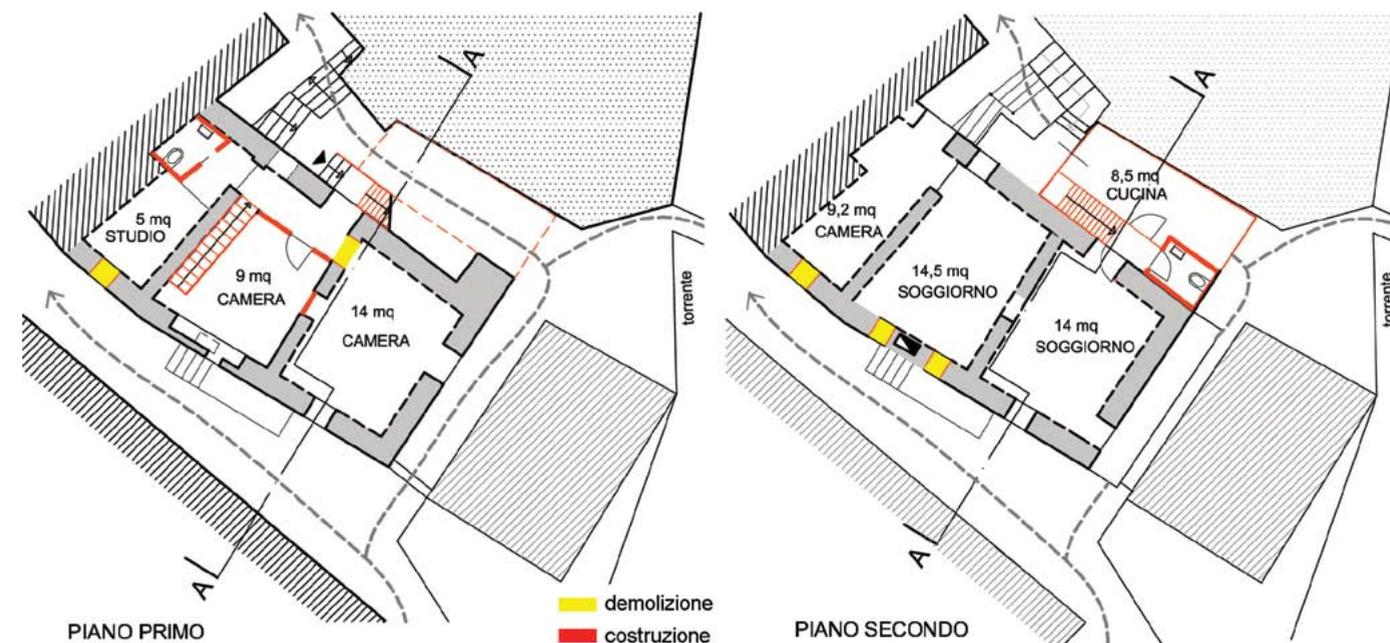 A
5 mq
STUDIO
9 mq
CAMERA
14 mq
CAMERA
torrente
A
PIANO PRIMO
demolizione
costruzione
A
8,5 mq
CUCINA
9,2 mq
CAMERA
14,5 mq
SOGGIORNO
14 mq
SOGGIORNO
torrente
A
PIANO SECONDO